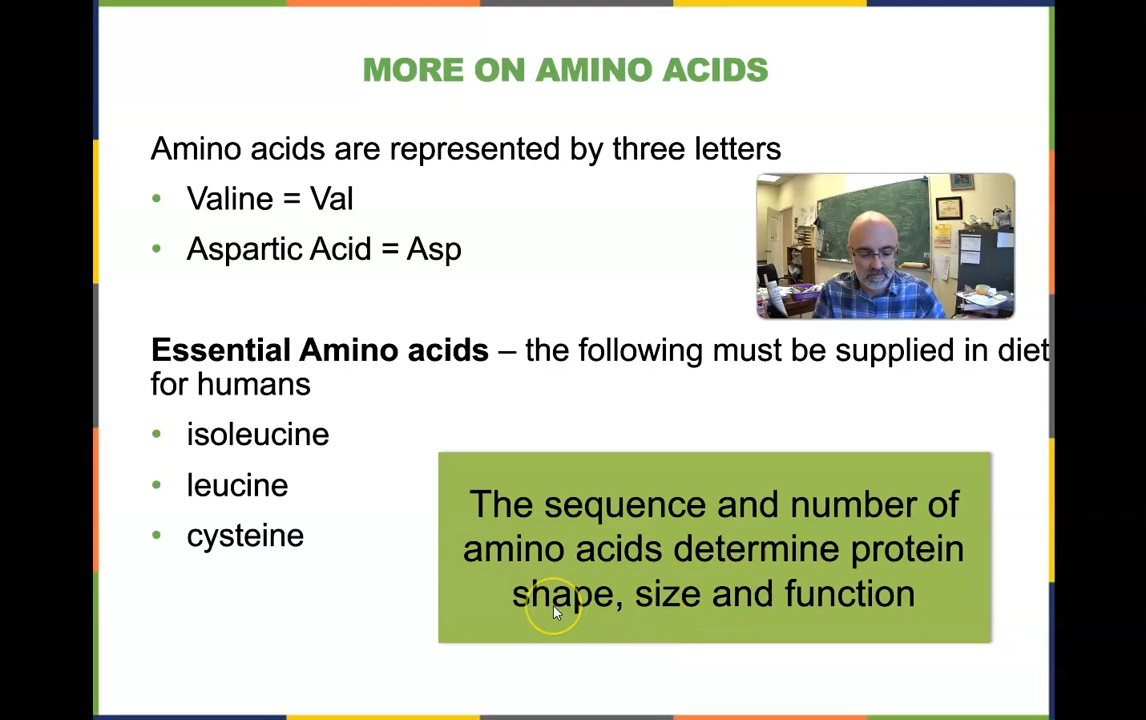 MORE ON AMINO ACIDS
Amino acids are represented by three letters
• Valine = Val
• Aspartic Acid = Asp
Essential Amino acids – the following must be supplied in diet
for humans
• isoleucine
• leucine
• cysteine
The sequence and number of
amino acids determine protein
shape, size and function